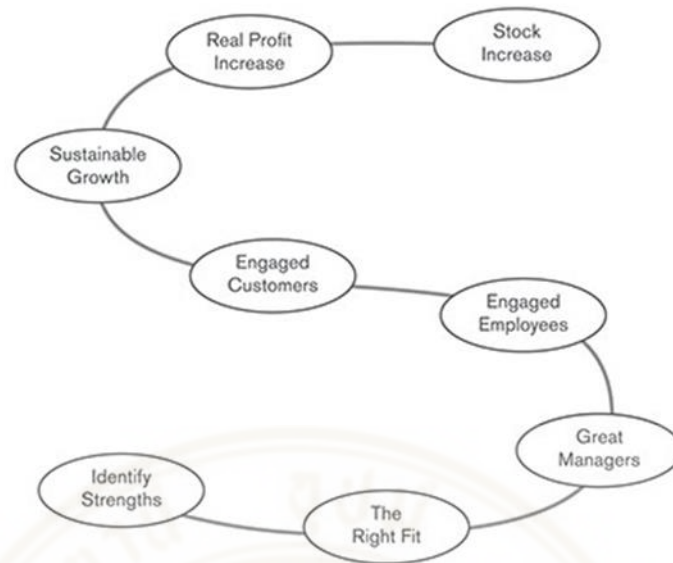 Real Profit
Increase
Stock
Increase
Sustainable
Growth
Engaged
Customers
Engaged
Employees
Great
Managers
Identify
Strengths
The
Right Fit